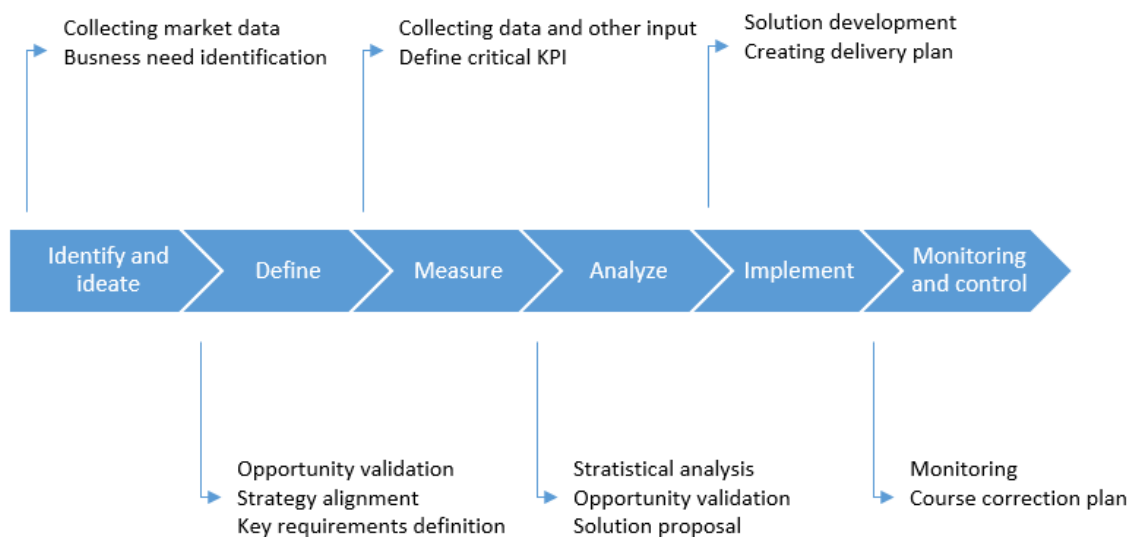 Collecting market data
Busness need identification
Collecting data and other input
Define critical KPI
Solution development
Creating delivery plan
Identify and
ideate
Define
Measure
Analyze
Implement
Monitoring
and control
Opportunity validation
Strategy alignment
Key requirements definition
Stratistical analysis
Opportunity validation
Solution proposal
Monitoring
Course correction plan